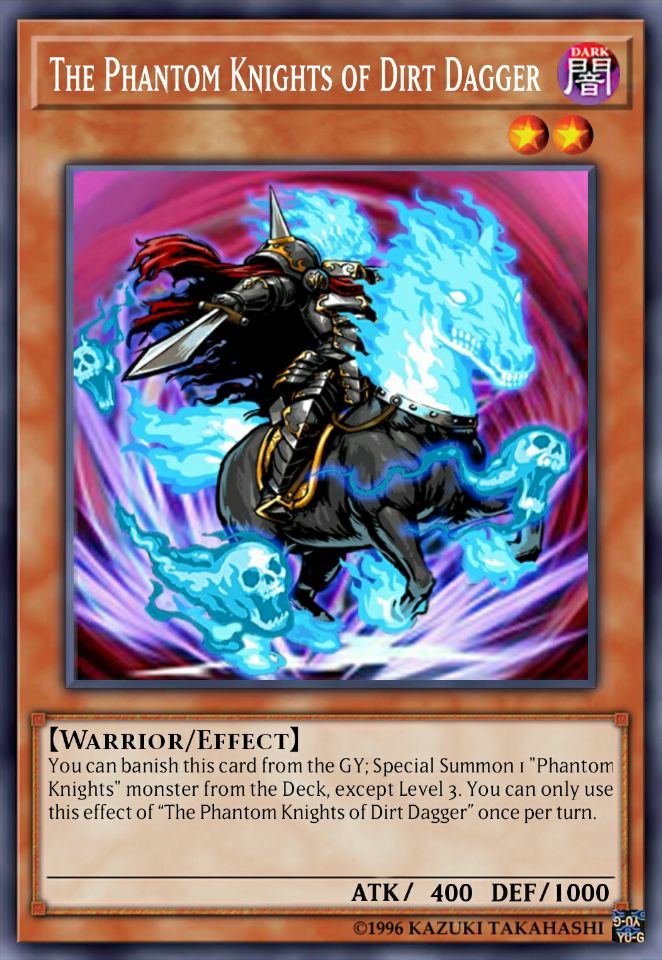 The Phantom Knights of Dirt Dagger
DARK
闇
【Warrior/Effect】
You can banish this card from the GY; Special Summon 1 "Phantom
Knights" monster from the Deck, except Level 3. You can only use
this effect of “The Phantom Knights of Dirt Dagger” once per turn.
ATK/ 400 DEF/1000
©1996 KAZUKI TAKAHASHI